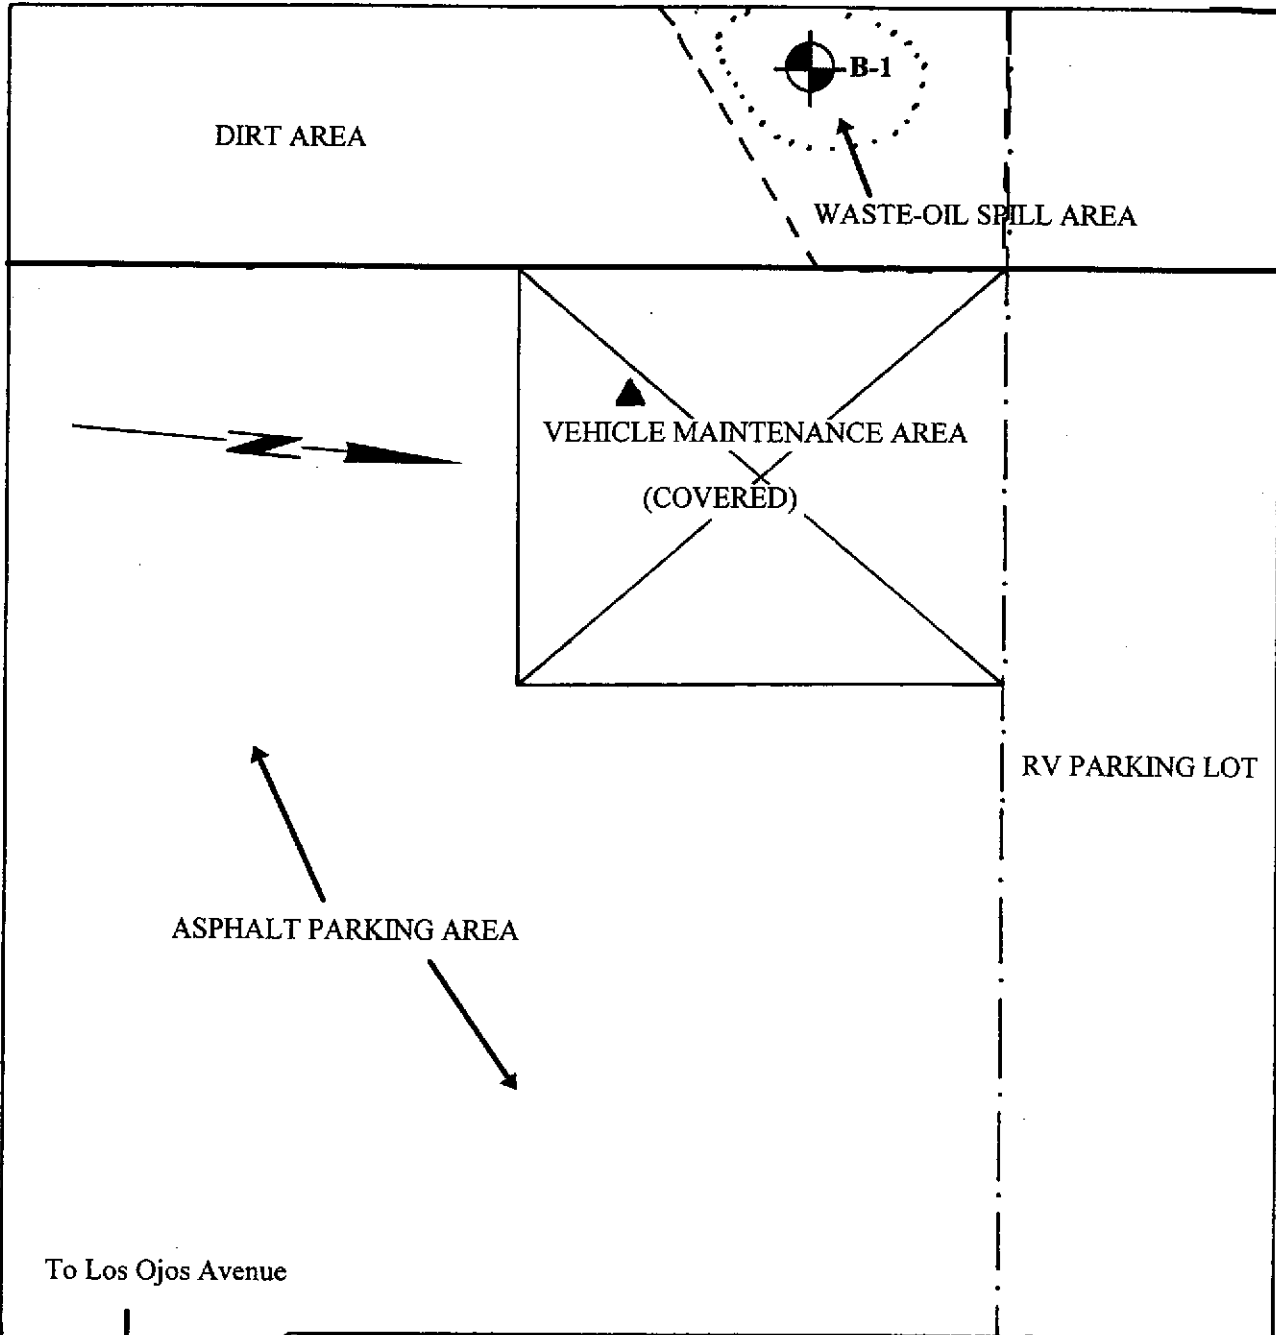 B-1
DIRT AREA
WASTE-OIL SPILL AREA
VEHICLE MAINTENANCE AREA
(COVERED)
RV PARKING LOT
ASPHALT PARKING AREA
To Los Ojos Avenue